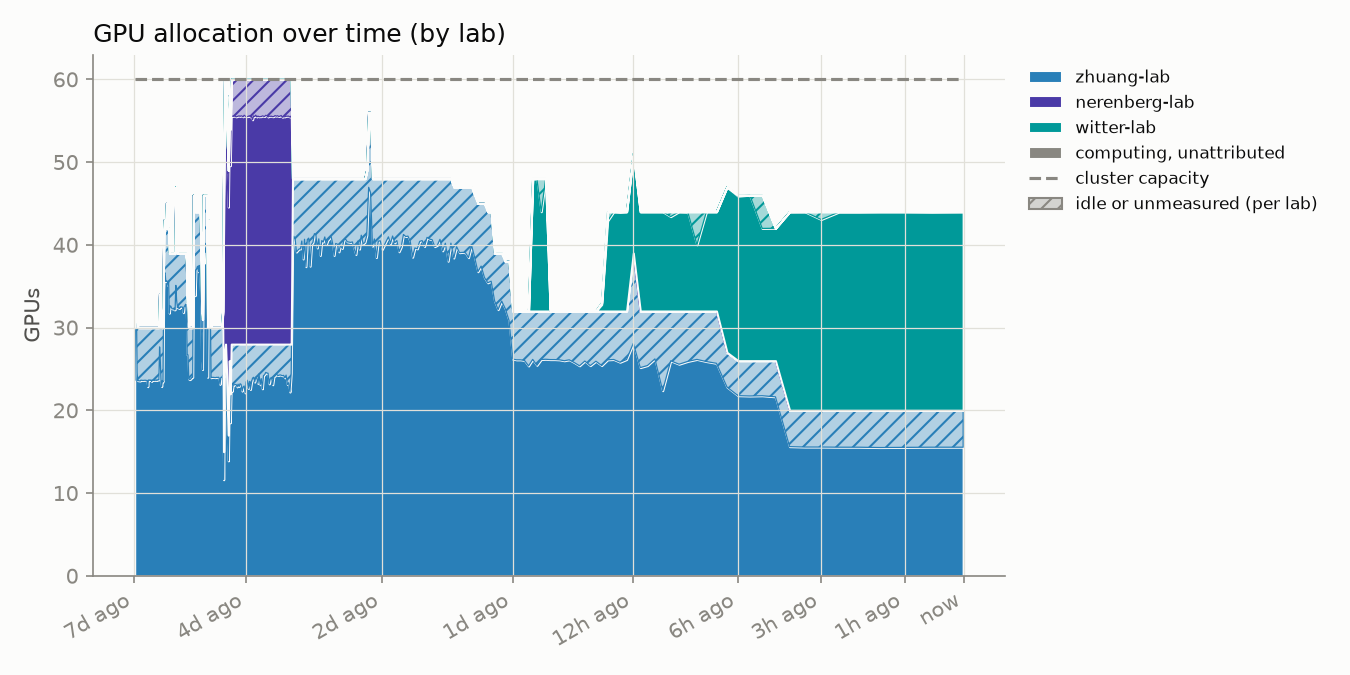 GPU allocation over time (by lab)
GPUs
60
50
40
30
20
10
0
7d ago
4d ago
2d ago
1d ago
12h ago
6h ago
3h ago
1h ago
now
zhuang-lab
nerenberg-lab
witter-lab
computing, unattributed
cluster capacity
idle or unmeasured (per lab)